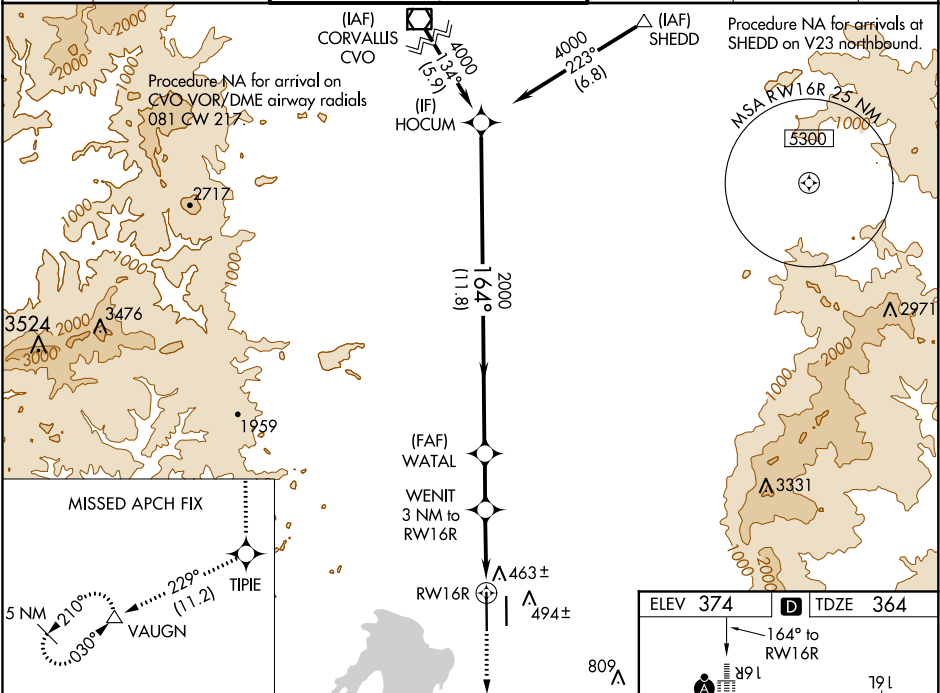 (IAF)
CORVALLIS
CVO
4000
134°
(5.9)
(IAF)
SHEDD
4000
223°
(6.8)
Procedure NA for arrivals at
SHEDD on V23 northbound.
Procedure NA for arrival on
CVO VOR/DME airway radials
081 CW 217.
(IF)
HOCUM
MSA RW16R 25 NM
5300
2000
2000
1000
1000
2717
1000
1000
1000
2000
164°
(11.8)
3524
3476
2000
3000
2971
2000
1000
1959
(FAF)
WATAL
WENIT
3 NM to
RW16R
3331
1000
2000
MISSED APCH FIX
TIPIE
229°
(11.2)
5 NM
210°
030°
VAUGN
RW16R
463±
494±
809
ELEV 374
D
TDZE 364
164° to
RW16R
16R
16L
A